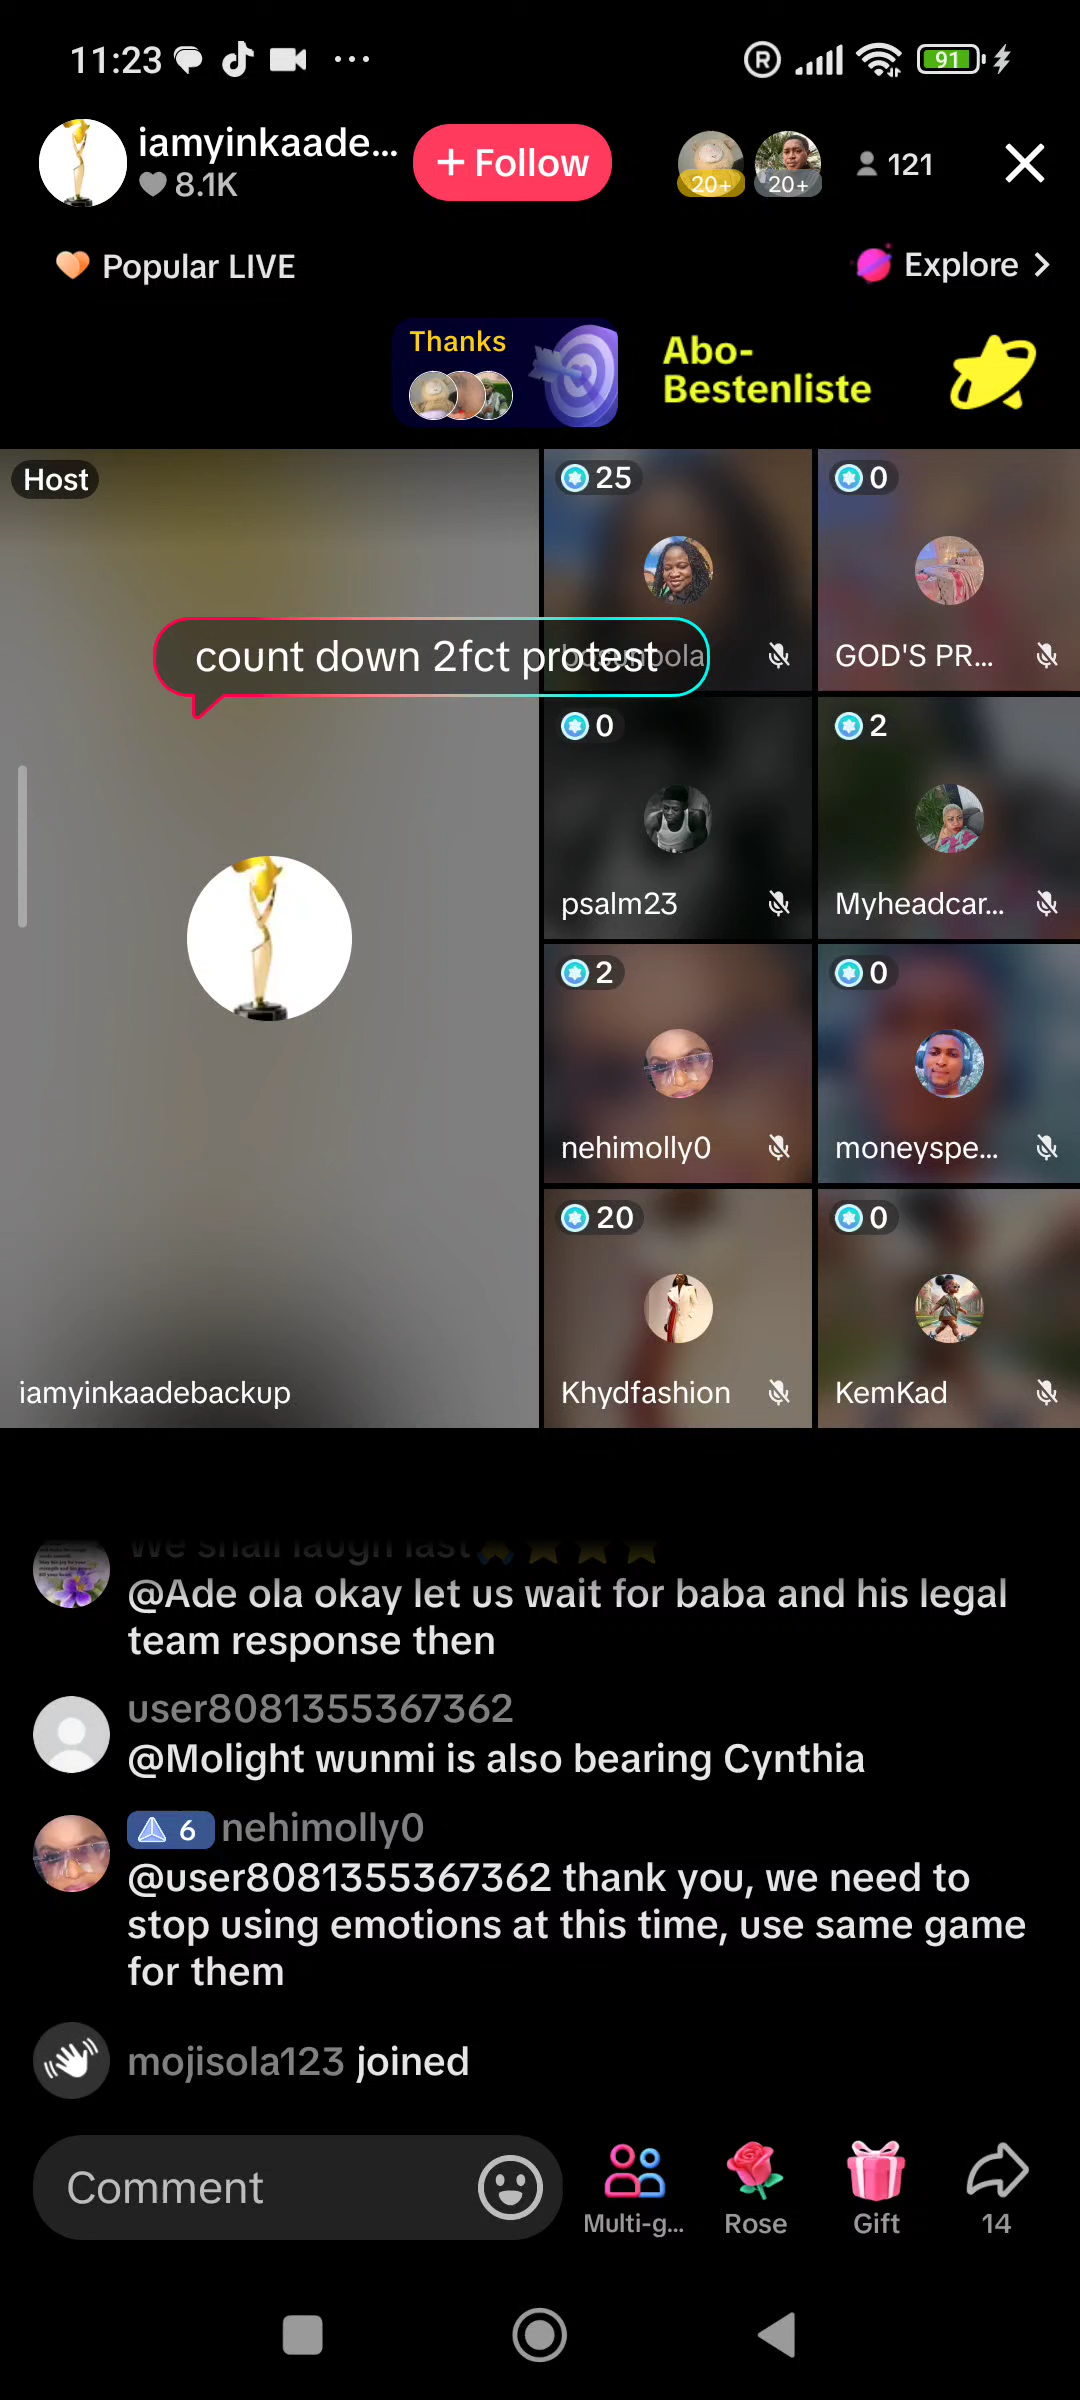 11:23
R
91
iamyinkaade...
8.1K
+ Follow
20+
20+
121
Popular LIVE
Explore >
Thanks
Abo-
Bestenliste
Host
25
0
count down 2fct protest
GOD'S PR...
0
2
psalm23
Myheadcar...
2
0
nehimolly0
moneyspe...
20
0
iamyinkaadebackup
Khydfashion
KemKad
We shall laugh last
@Ade ola okay let us wait for baba and his legal
team response then
user8081355367362
@Molight wunmi is also bearing Cynthia
6 nehimolly0
@user8081355367362 thank you, we need to
stop using emotions at this time, use same game
for them
mojisola123 joined
Comment
Multi-g...
Rose
Gift
14